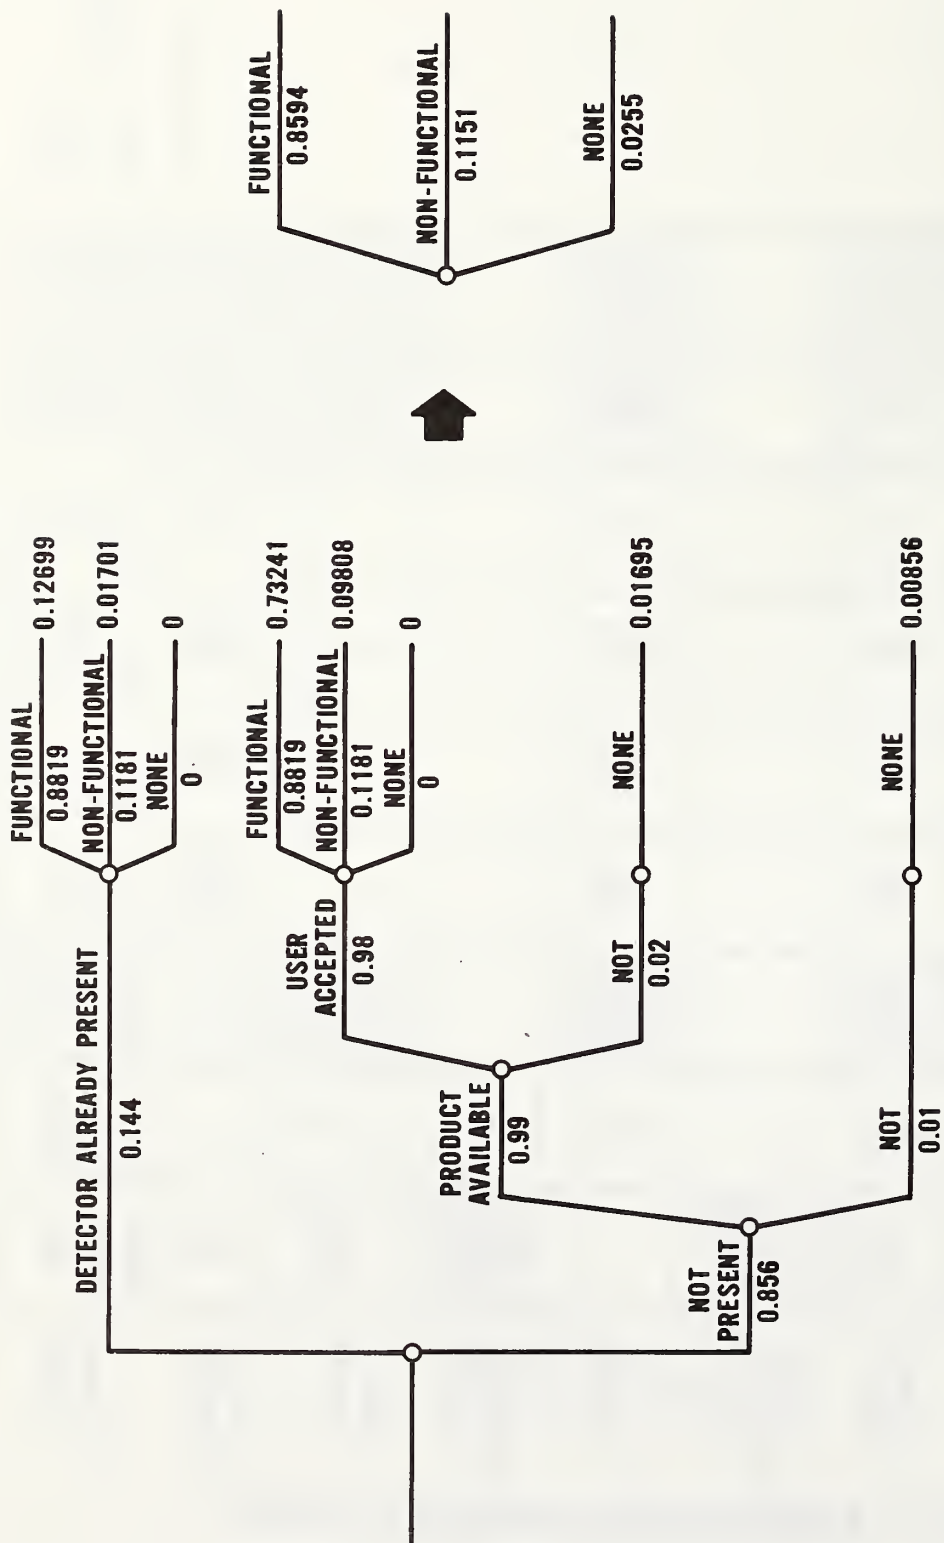 DETECTOR ALREADY PRESENT
0.144
FUNCTIONAL
0.8819
0.12699
NON-FUNCTIONAL
0.1181
0.01701
NONE
0
0
NOT
PRESENT
0.856
PRODUCT
AVAILABLE
0.99
USER
ACCEPTED
0.98
FUNCTIONAL
0.8819
0.73241
NON-FUNCTIONAL
0.1181
0.09808
NONE
0
0
NOT
0.02
NONE
0.01695
NOT
0.01
NONE
0.00856
FUNCTIONAL
0.8594
NON-FUNCTIONAL
0.1151
NONE
0.0255